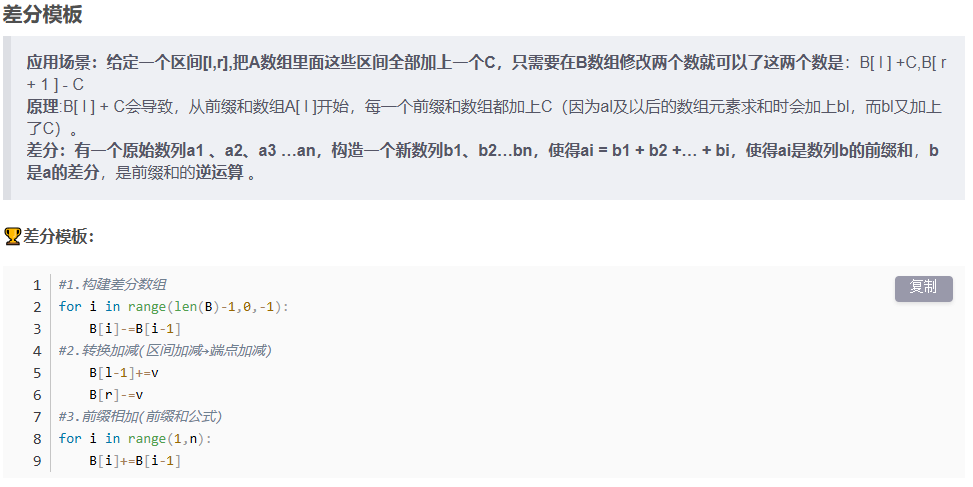 差分模板
应用场景：给定一个区间[l,r],把A数组里面这些区间全部加上一个C，只需要在B数组修改两个数就可以了这两个数是：B[ l ] +C,B[ r
+ 1 ] - C
原理:B[ l ] + C会导致，从前缀和数组A[ l ]开始，每一个前缀和数组都加上C（因为al及以后的数组元素求和时会加上bl，而bl又加上
了C）。
差分：有一个原始数列a1 、a2、a3 …an，构造一个新数列b1、b2…bn，使得ai = b1 + b2 +… + bi，使得ai是数列b的前缀和，b
是a的差分，是前缀和的逆运算 。
🏆差分模板：
复制
1 #1.构建差分数组
2 for i in range(len(B)-1,0,-1):
3     B[i]-=B[i-1]
4 #2.转换加减(区间加减→端点加减)
5     B[l-1]+=v
6     B[r]-=v
7 #3.前缀相加(前缀和公式)
8 for i in range(1,n):
9     B[i]+=B[i-1]